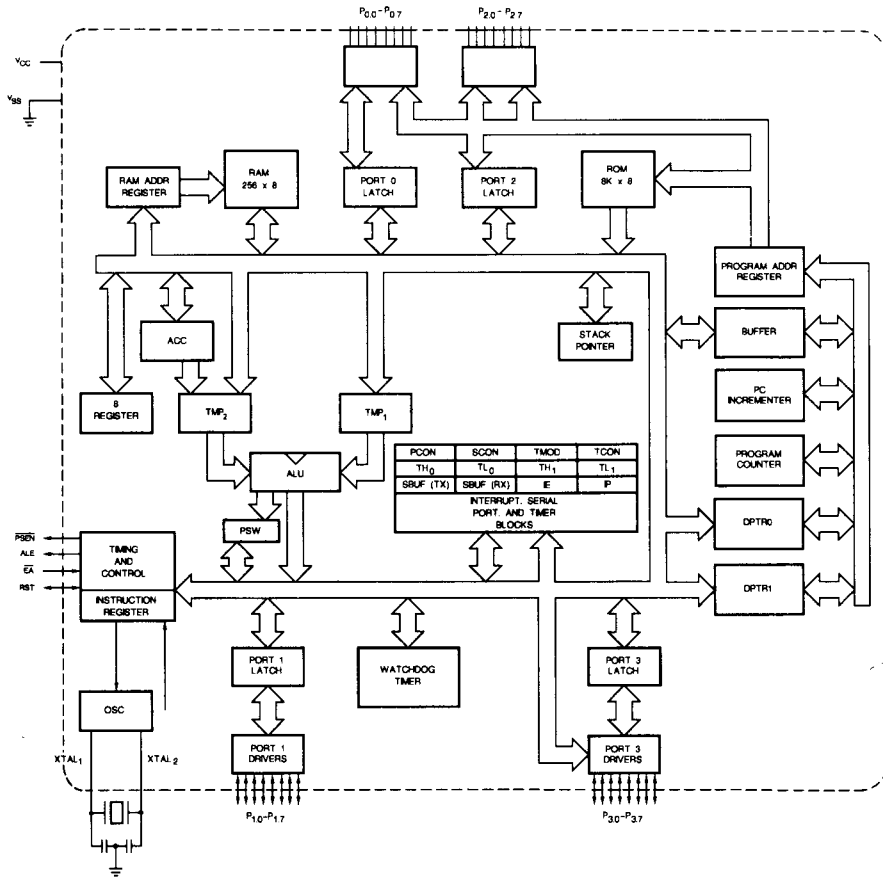 P0.0-P0.7
P2.0-P2.7
VCC
VSS
RAM ADDR
REGISTER
RAM
256 x 8
PORT 0
LATCH
PORT 2
LATCH
ROM
8K x 8
PROGRAM ADDR
REGISTER
BUFFER
STACK
POINTER
ACC
PC
INCREMENTER
B
REGISTER
TMP2
TMP1
PROGRAM
COUNTER
PCON SCON TMOD TCON
TH0 TL0 TH1 TL1
SBUF (TX) SBUF (RX) IE IP
INTERRUPT. SERIAL
PORT. AND TIMER
BLOCKS
ALU
PSW
DPTR0
PSEN
ALE
EA
RST
TIMING
AND
CONTROL
INSTRUCTION
REGISTER
DPTR1
PORT 1
LATCH
WATCHDOG
TIMER
PORT 3
LATCH
OSC
XTAL1
XTAL2
PORT 1
DRIVERS
PORT 3
DRIVERS
P1.0-P1.7
P3.0-P3.7